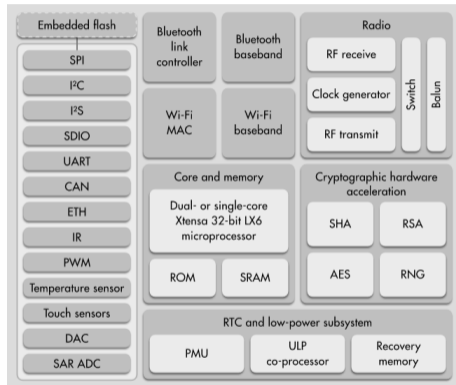 Embedded flash
SPI
I²C
I²S
SDIO
UART
CAN
ETH
IR
PWM
Temperature sensor
Touch sensors
DAC
SAR ADC
Bluetooth
link
controller
Bluetooth
baseband
Wi-Fi
MAC
Wi-Fi
baseband
Radio
RF receive
Clock generator
RF transmit
Switch
Balun
Core and memory
Dual- or single-core
Xtensa 32-bit LX6
microprocessor
ROM
SRAM
Cryptographic hardware
acceleration
SHA
RSA
AES
RNG
RTC and low-power subsystem
PMU
ULP
co-processor
Recovery
memory